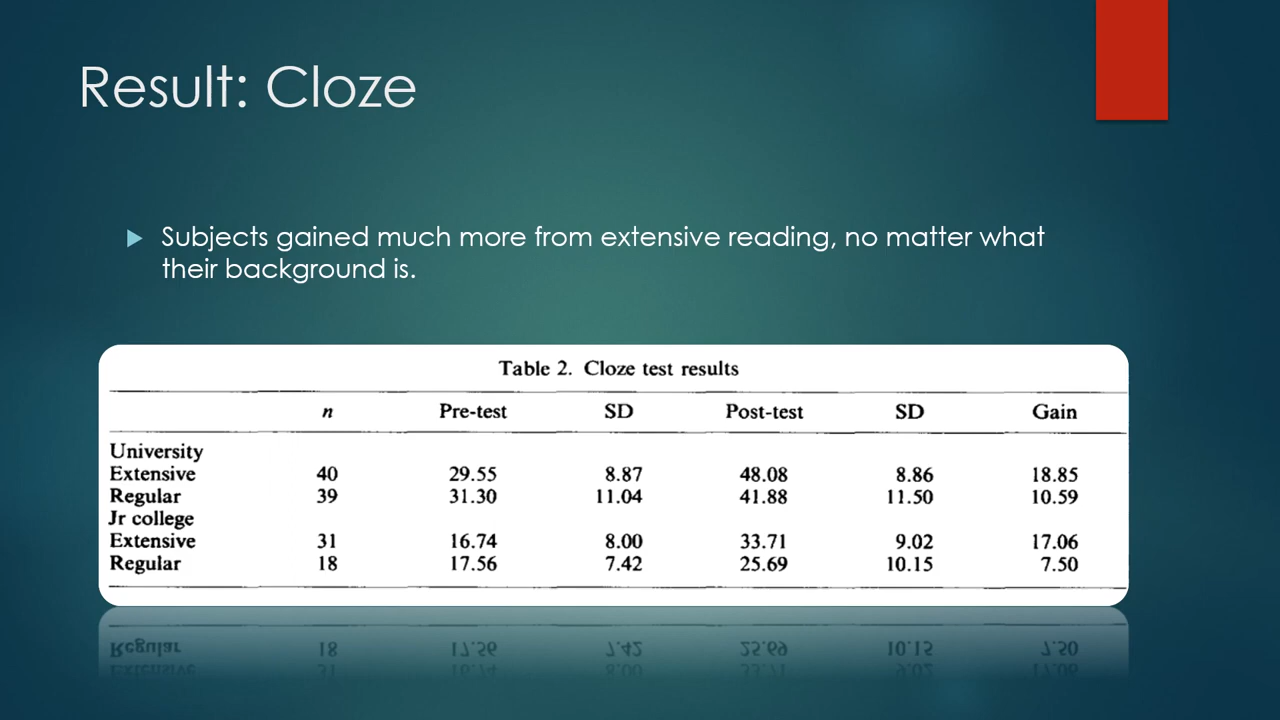 Result: Cloze
Subjects gained much more from extensive reading, no matter what
their background is.
Table 2. Cloze test results
n Pre-test SD Post-test SD Gain
University
Extensive 40 29.55 8.87 48.08 8.86 18.85
Regular 39 31.30 11.04 41.88 11.50 10.59
Jr college
Extensive 31 16.74 8.00 33.71 9.02 17.06
Regular 18 17.56 7.42 25.69 10.15 7.50